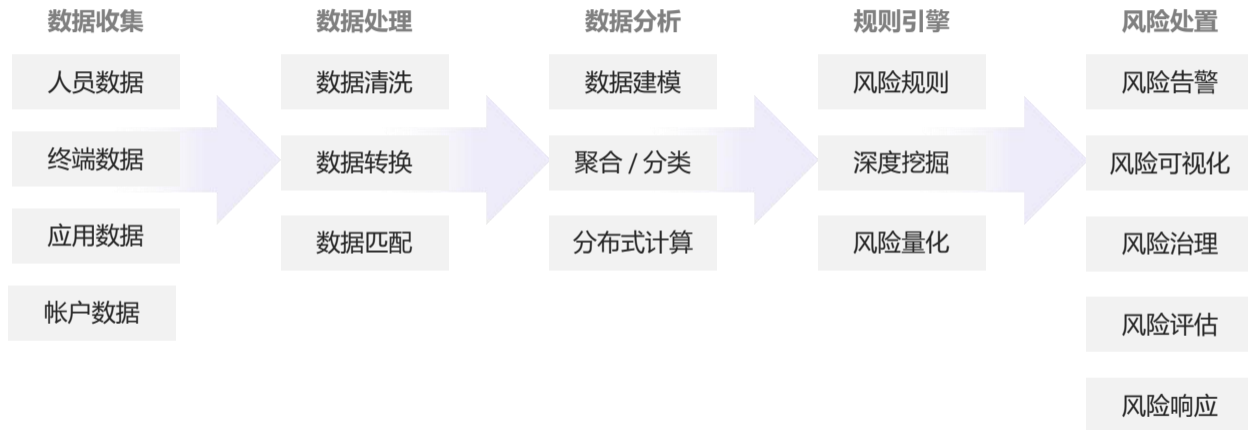 数据收集
人员数据
终端数据
应用数据
帐户数据
数据处理
数据清洗
数据转换
数据匹配
数据分析
数据建模
聚合 / 分类
分布式计算
规则引擎
风险规则
深度挖掘
风险量化
风险处置
风险告警
风险可视化
风险治理
风险评估
风险响应